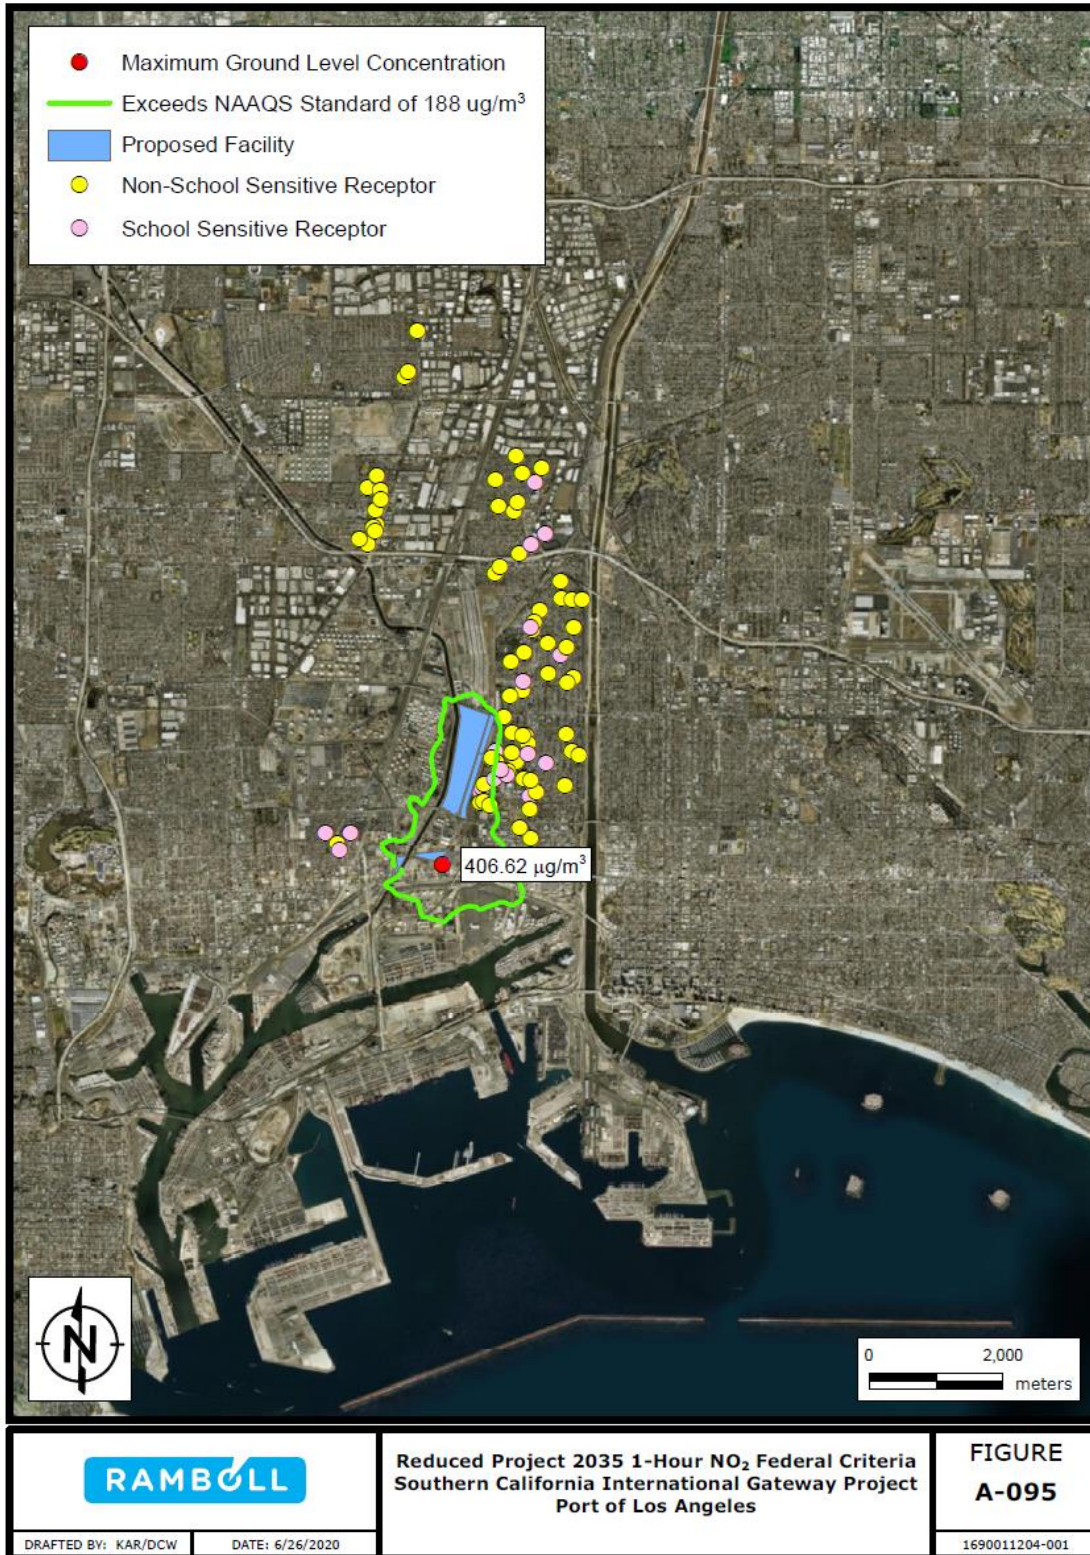 Maximum Ground Level Concentration
Exceeds NAAQS Standard of 188 ug/m³
Proposed Facility
Non-School Sensitive Receptor
School Sensitive Receptor
406.62 µg/m³
N
0 2,000
meters
RAMBOLL
DRAFTED BY: KAR/DCW DATE: 6/26/2020
Reduced Project 2035 1-Hour NO₂ Federal Criteria
Southern California International Gateway Project
Port of Los Angeles
FIGURE
A-095
1690011204-001